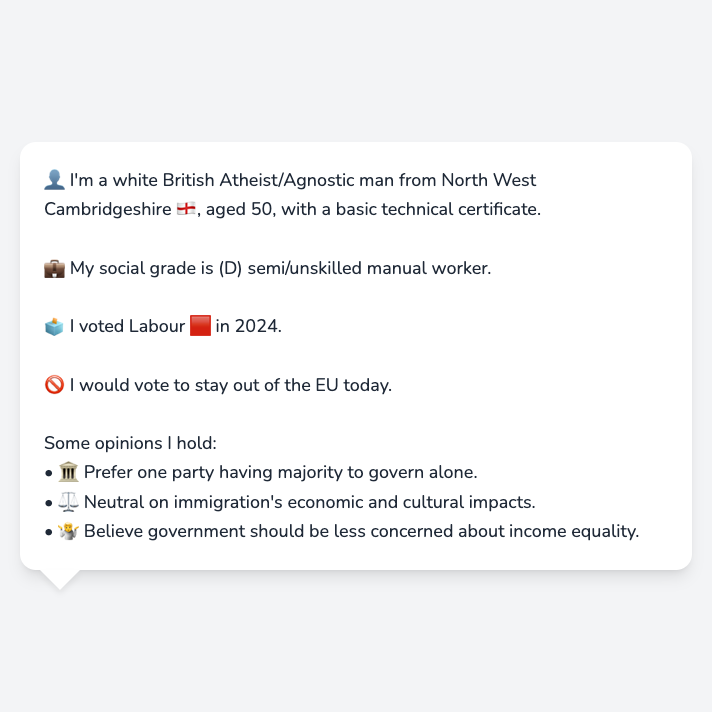 👤 I'm a white British Atheist/Agnostic man from North West
Cambridgeshire 🏴󠁧󠁢󠁥󠁮󠁧󠁿, aged 50, with a basic technical certificate.
💼 My social grade is (D) semi/unskilled manual worker.
🗳️ I voted Labour 🟥 in 2024.
🚫 I would vote to stay out of the EU today.
Some opinions I hold:
• 🏛️ Prefer one party having majority to govern alone.
• ⚖️ Neutral on immigration's economic and cultural impacts.
• 🤷 Believe government should be less concerned about income equality.